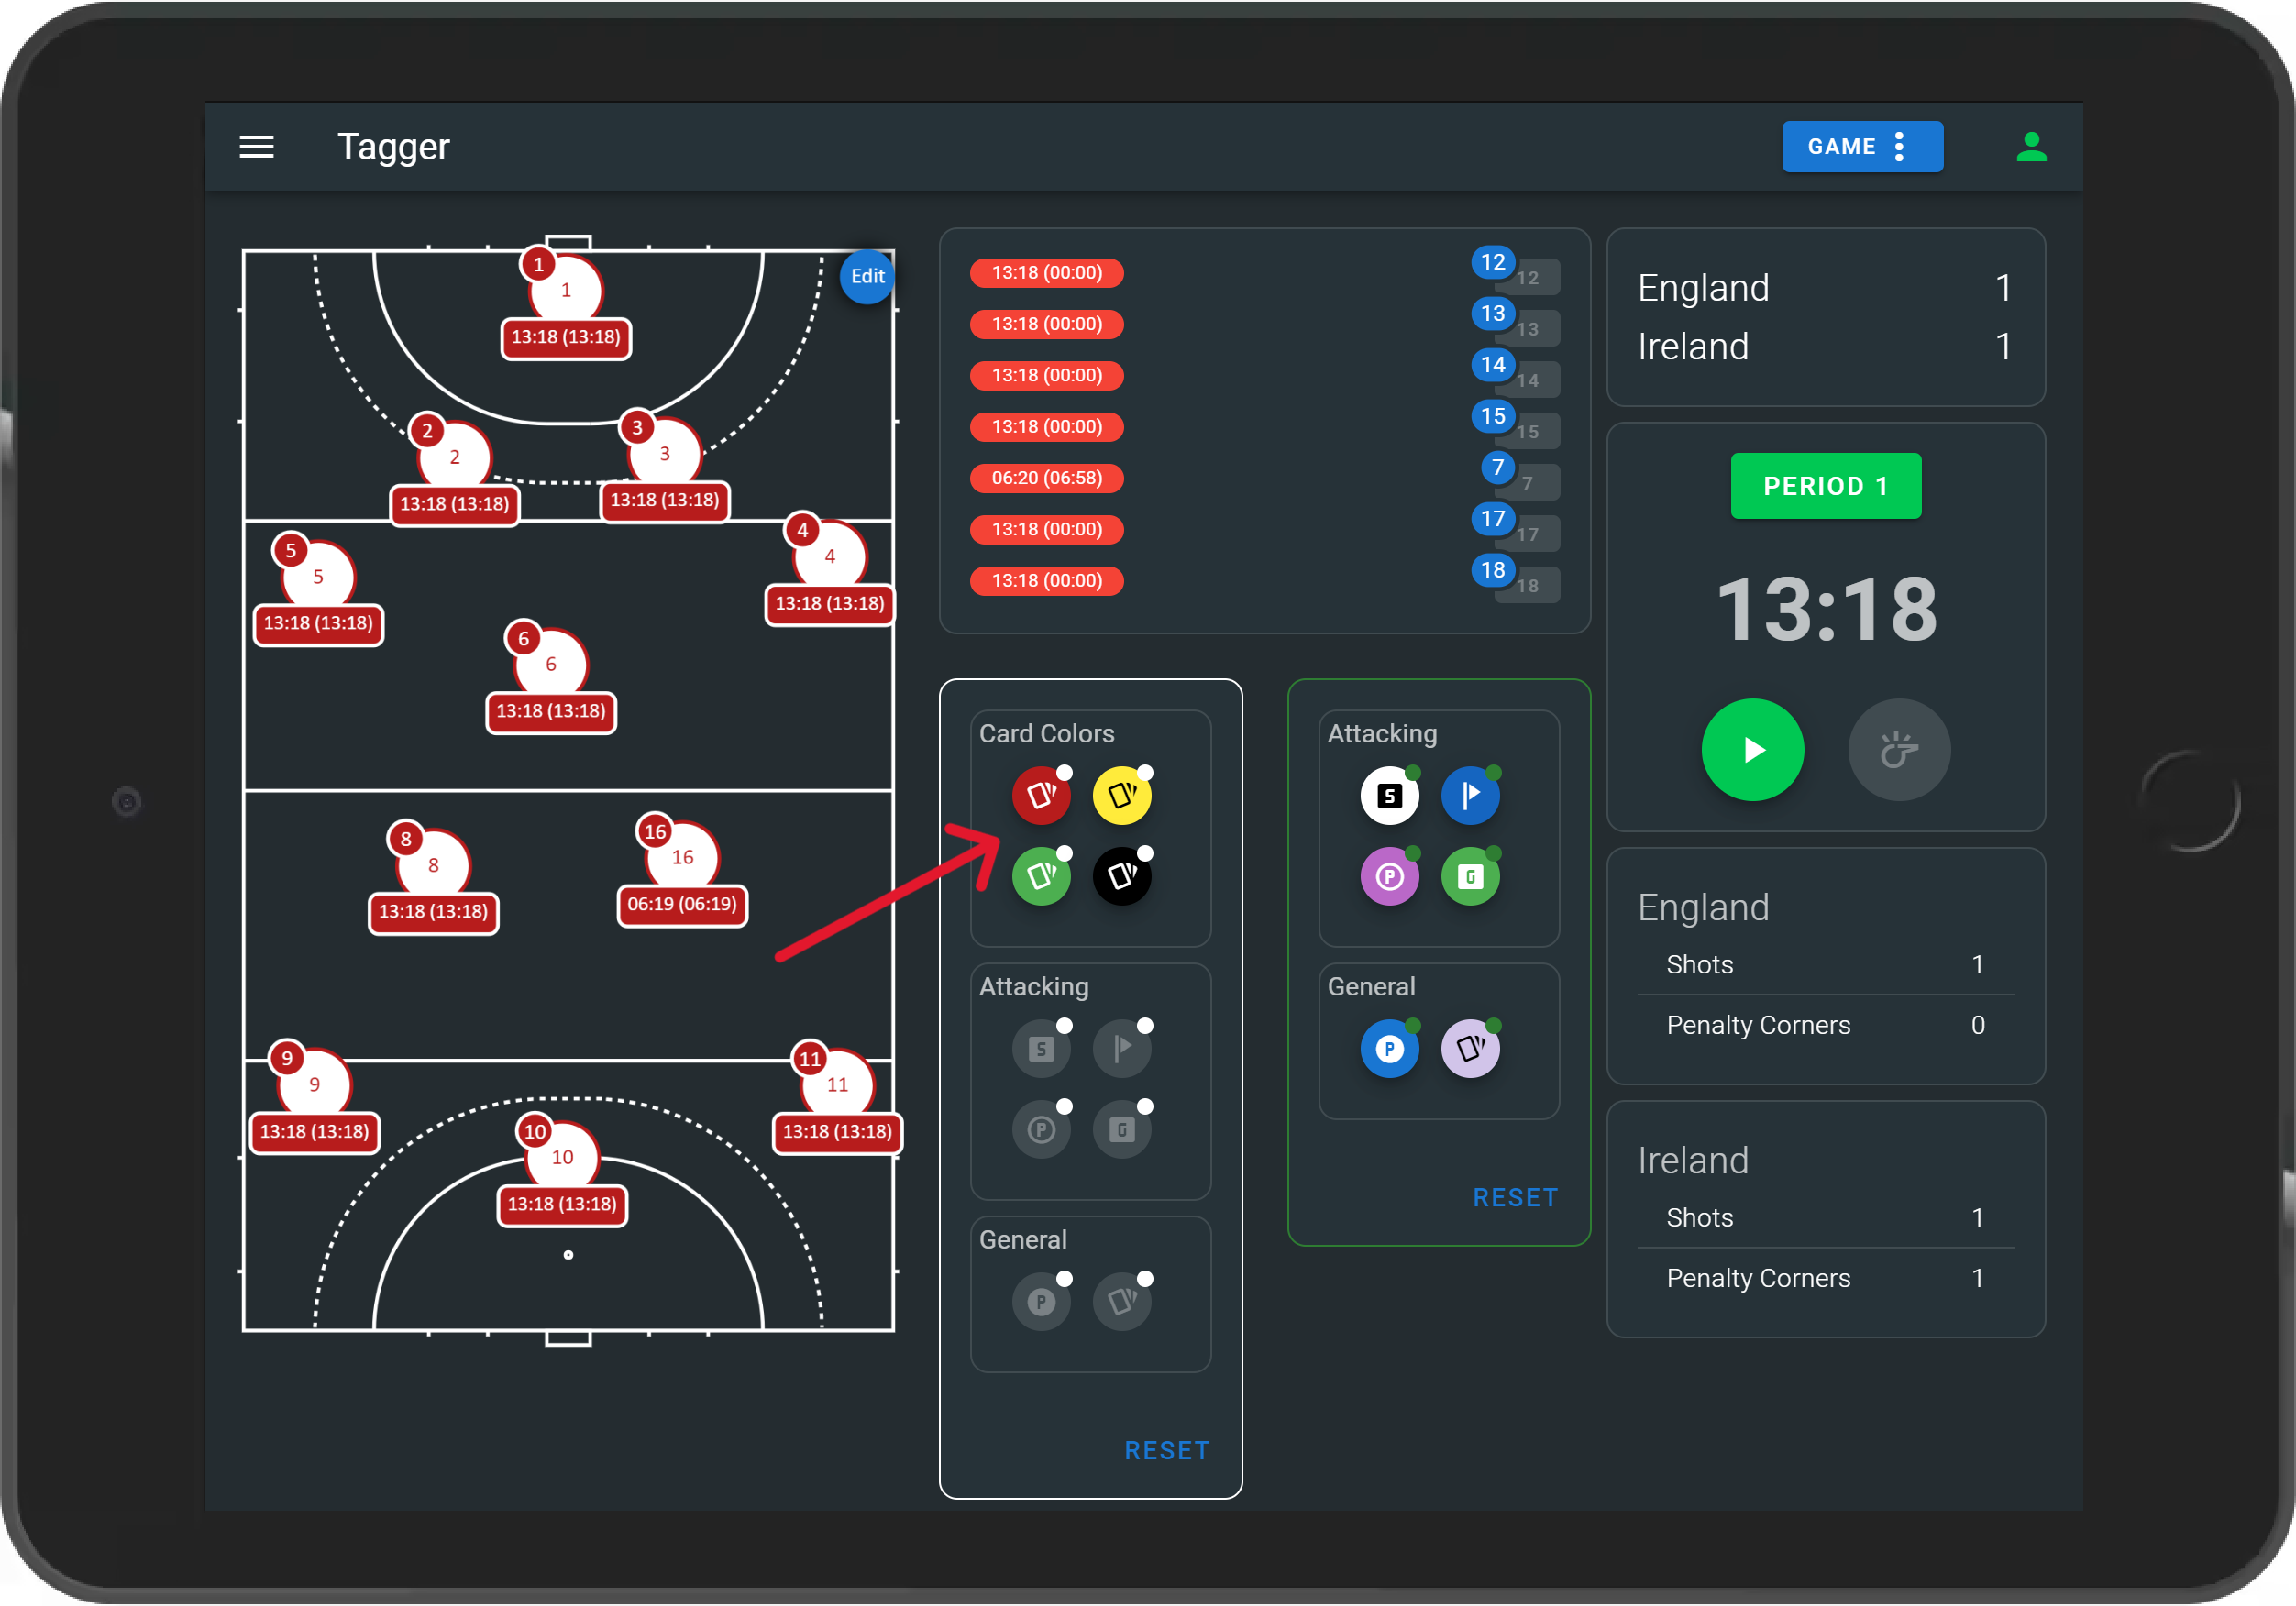 Tagger
GAME
Edit
1
1
13:18 (13:18)
2
2
13:18 (13:18)
3
3
13:18 (13:18)
4
4
13:18 (13:18)
5
5
13:18 (13:18)
6
6
13:18 (13:18)
8
8
13:18 (13:18)
16
16
06:19 (06:19)
9
9
13:18 (13:18)
11
11
13:18 (13:18)
10
10
13:18 (13:18)
13:18 (00:00) 12 12
13:18 (00:00) 13 13
13:18 (00:00) 14 14
13:18 (00:00) 15 15
06:20 (06:58) 7 7
13:18 (00:00) 17 17
13:18 (00:00) 18 18
Card Colors
Attacking
S
P G
General
P
RESET
Attacking
S
P G
General
P
RESET
England 1
Ireland 1
PERIOD 1
13:18
England
Shots 1
Penalty Corners 0
Ireland
Shots 1
Penalty Corners 1